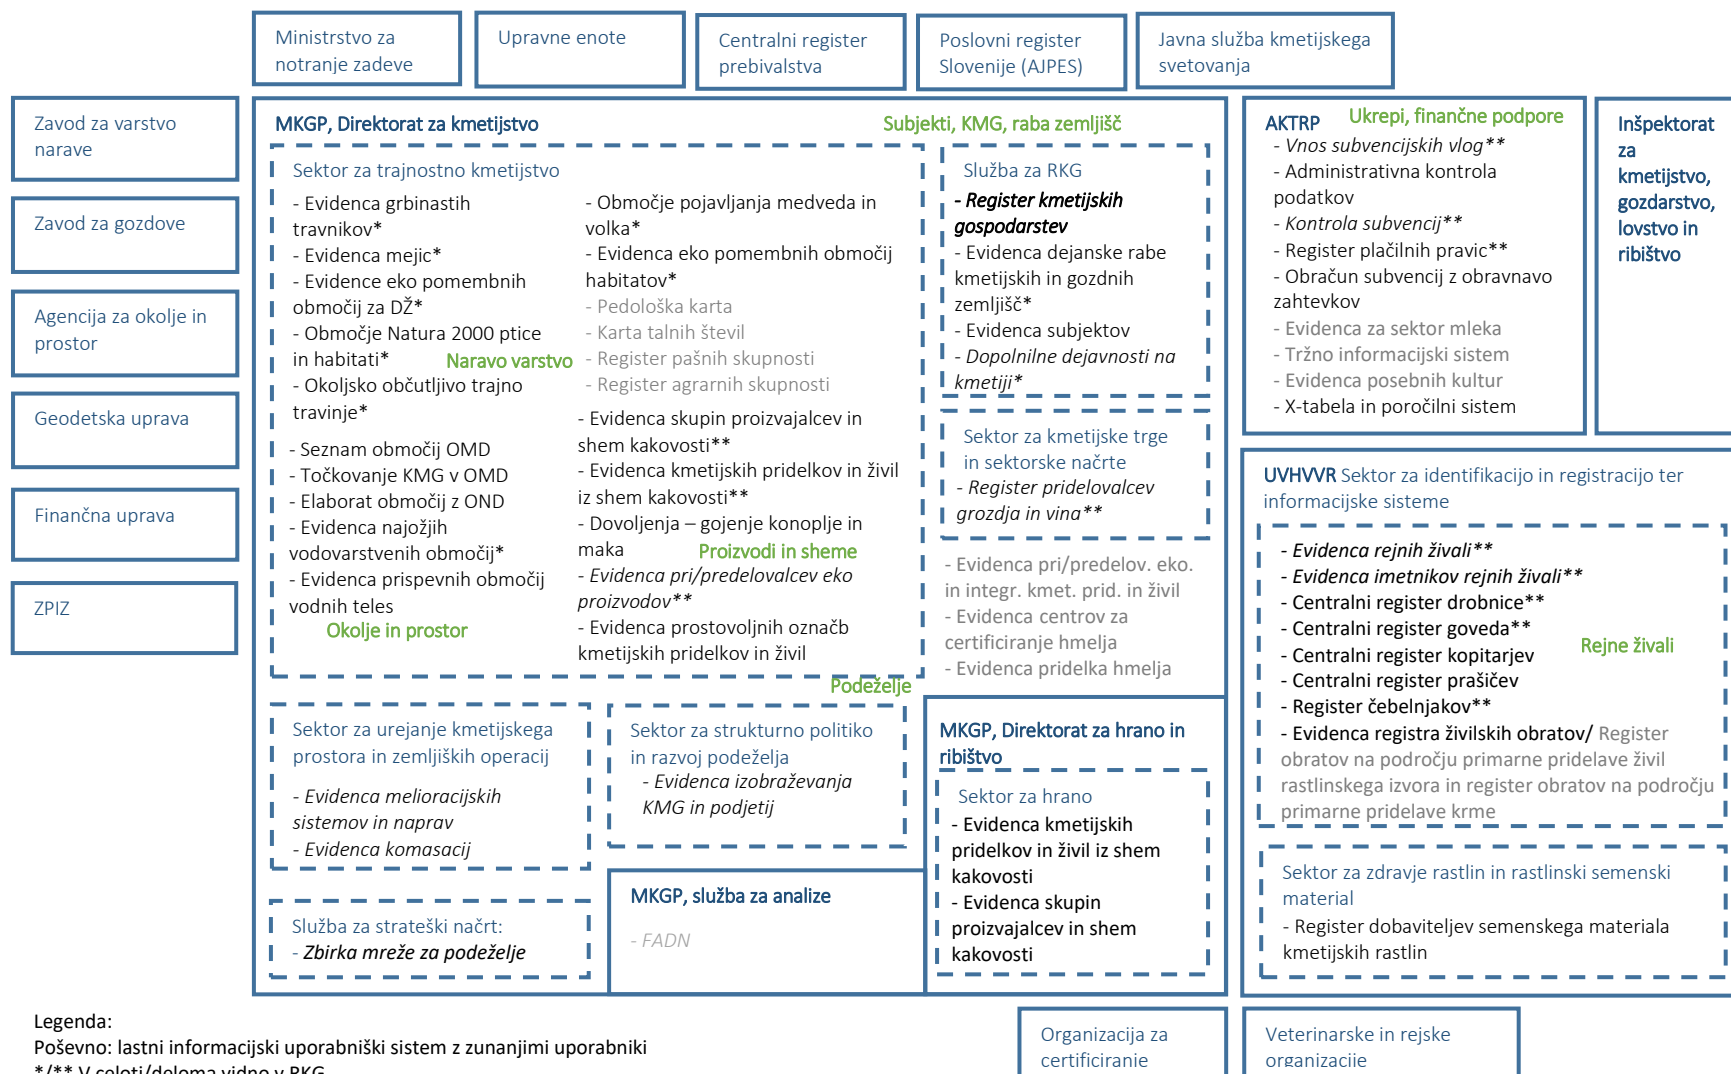 Ministrstvo za
notranje zadeve
Upravne enote
Centralni register
prebivalstva
Poslovni register
Slovenije (AJPES)
Javna služba kmetijskega
svetovanja
Zavod za varstvo
narave
Zavod za gozdove
Agencija za okolje in
prostor
Geodetska uprava
Finančna uprava
ZPIZ
MKGP, Direktorat za kmetijstvo
Subjekti, KMG, raba zemljišč
Sektor za trajnostno kmetijstvo
- Evidenca grbinastih
travnikov*
- Evidenca mejic*
- Evidence eko pomembnih
območij za DŽ*
- Območje Natura 2000 ptice
in habitati*
Naravo varstvo
- Okoljsko občutljivo trajno
travinje*
- Seznam območij OMD
- Točkovanje KMG v OMD
- Elaborat območij z OND
- Evidenca najožjih
vodovarstvenih območij*
- Evidenca prispevnih območij
vodnih teles
Okolje in prostor
- Območje pojavljanja medveda in
volka*
- Evidenca eko pomembnih območij
habitatov*
- Pedološka karta
- Karta talnih števil
- Register pašnih skupnosti
- Register agrarnih skupnosti
- Evidenca skupin proizvajalcev in
shem kakovosti**
- Evidenca kmetijskih pridelkov in živil
iz shem kakovosti**
- Dovoljenja – gojenje konoplje in
maka
Proizvodi in sheme
- Evidenca pri/predelovalcev eko
proizvodov**
- Evidenca prostovoljnih označb
kmetijskih pridelkov in živil
Podeželje
Služba za RKG
- Register kmetijskih
gospodarstev
- Evidenca dejanske rabe
kmetijskih in gozdnih
zemljišč*
- Evidenca subjektov
- Dopolnilne dejavnosti na
kmetiji*
Sektor za kmetijske trge
in sektorske načrte
- Register pridelovalcev
grozdja in vina**
- Evidenca pri/predelov. eko.
in integr. kmet. prid. in živil
- Evidenca centrov za
certificiranje hmelja
- Evidenca pridelka hmelja
Sektor za urejanje kmetijskega
prostora in zemljiških operacij
- Evidenca melioracijskih
sistemov in naprav
- Evidenca komasacij
Sektor za strukturno politiko
in razvoj podeželja
- Evidenca izobraževanja
KMG in podjetij
Služba za strateški načrt:
- Zbirka mreže za podeželje
MKGP, služba za analize
- FADN
MKGP, Direktorat za hrano in
ribištvo
Sektor za hrano
- Evidenca kmetijskih
pridelkov in živil iz shem
kakovosti
- Evidenca skupin
proizvajalcev in shem
kakovosti
AKTRP
Ukrepi, finančne podpore
- Vnos subvencijskih vlog**
- Administrativna kontrola
podatkov
- Kontrola subvencij**
- Register plačilnih pravic**
- Obračun subvencij z obravnavo
zahtevkov
- Evidenca za sektor mleka
- Tržno informacijski sistem
- Evidenca posebnih kultur
- X-tabela in poročilni sistem
Inšpektorat
za
kmetijstvo,
gozdarstvo,
lovstvo in
ribištvo
UVHVVR Sektor za identifikacijo in registracijo ter
informacijske sisteme
- Evidenca rejnih živali**
- Evidenca imetnikov rejnih živali**
- Centralni register drobnice**
- Centralni register goveda**
- Centralni register kopitarjev
- Centralni register prašičev
- Register čebelnjakov**
Rejne živali
- Evidenca registra živilskih obratov/ Register
obratov na področju primarne pridelave živil
rastlinskega izvora in register obratov na področju
primarne pridelave krme
Sektor za zdravje rastlin in rastlinski semenski
material
- Register dobaviteljev semenskega materiala
kmetijskih rastlin
Organizacija za
certificiranje
Veterinarske in rejske
organizacije
Legenda:
Poševno: lastni informacijski uporabniški sistem z zunanjimi uporabniki
*/** V celoti/deloma vidno v RKG